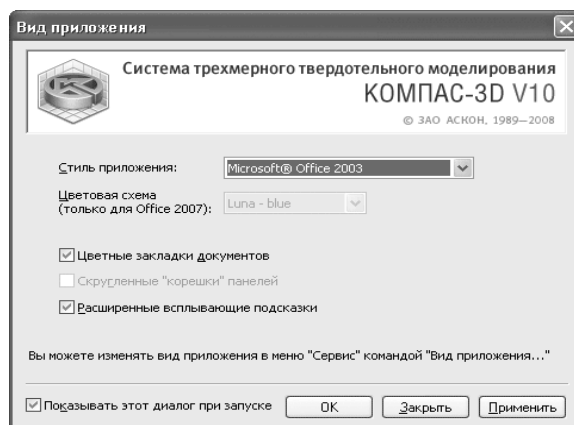 Вид приложения
Система трехмерного твердотельного моделирования
КОМПАС-3D V10
© ЗАО АСКОН, 1989—2008
Стиль приложения: Microsoft® Office 2003
Цветовая схема
(только для Office 2007): Luna - blue
Цветные закладки документов
Скругленные "корешки" панелей
Расширенные всплывающие подсказки
Вы можете изменять вид приложения в меню "Сервис" командой "Вид приложения..."
Показывать этот диалог при запуске OK Закрыть Применить